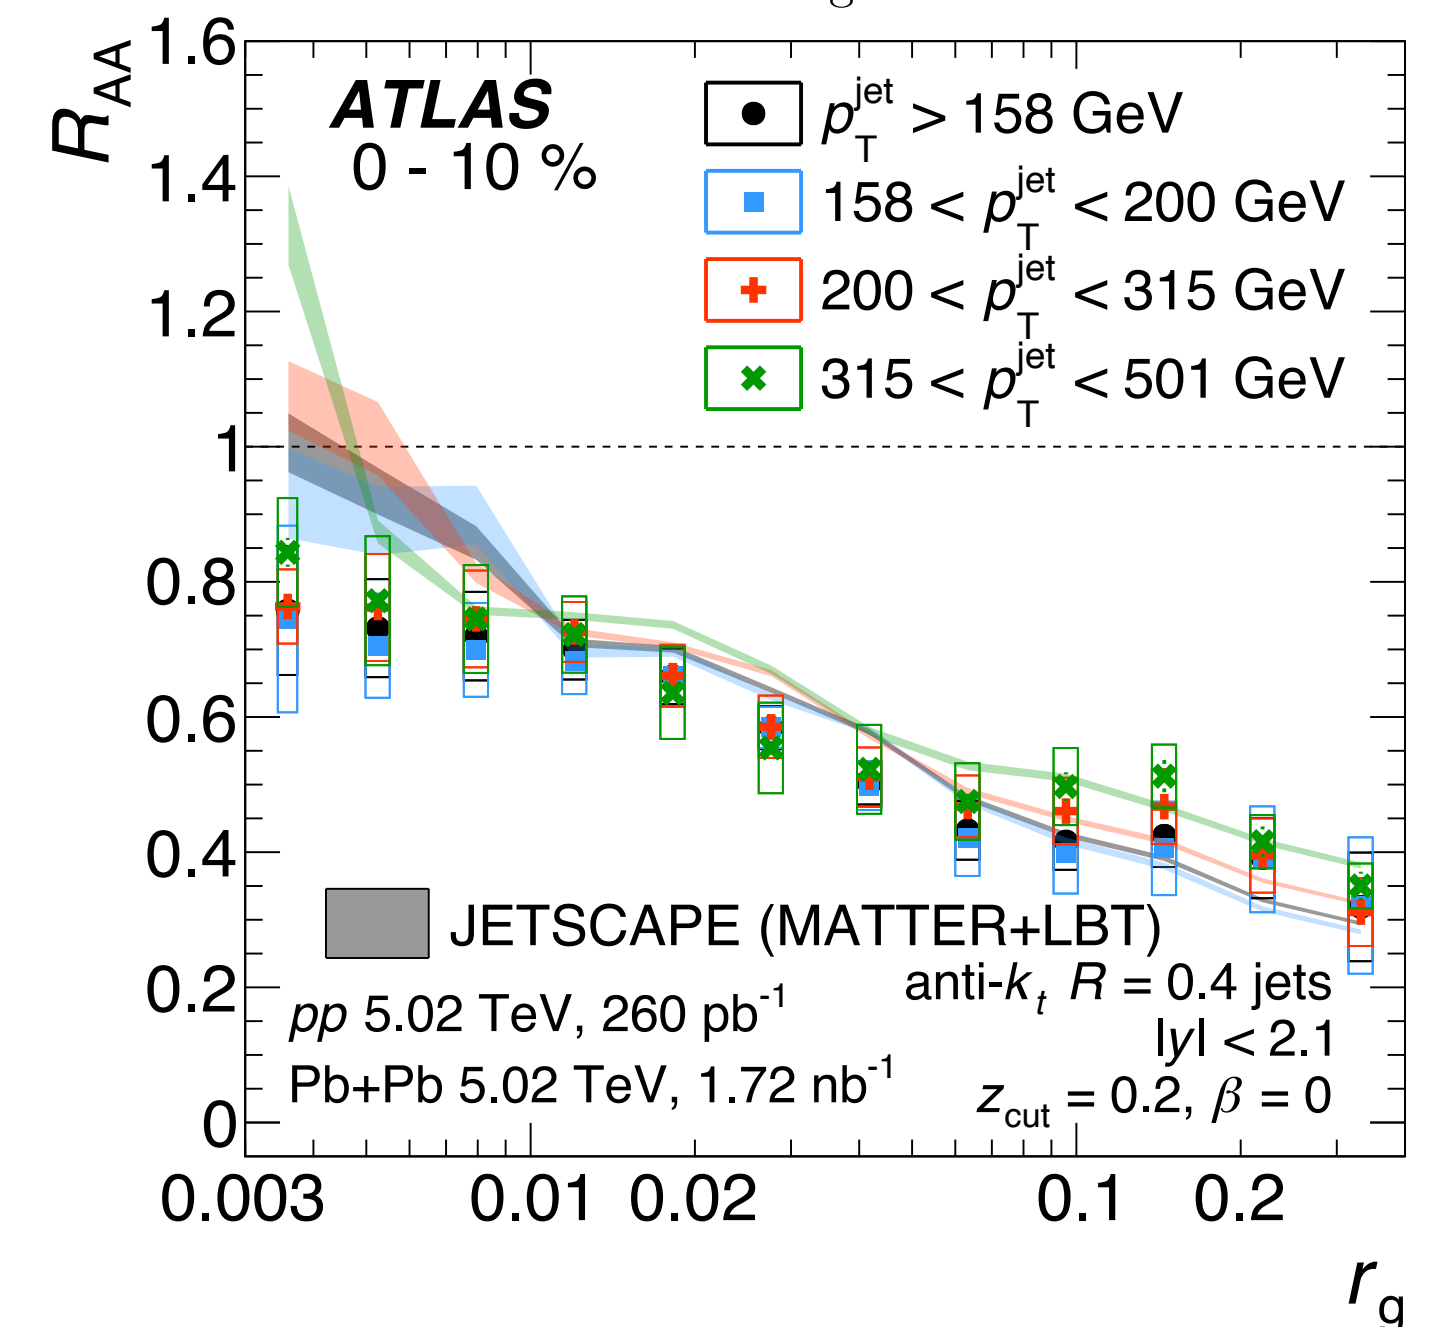 g
R_AA
1.6
1.4
1.2
1
0.8
0.6
0.4
0.2
0
ATLAS
0 - 10 %
p_T^jet > 158 GeV
158 < p_T^jet < 200 GeV
200 < p_T^jet < 315 GeV
315 < p_T^jet < 501 GeV
JETSCAPE (MATTER+LBT)
pp 5.02 TeV, 260 pb^-1
Pb+Pb 5.02 TeV, 1.72 nb^-1
anti-k_t R = 0.4 jets
|y| < 2.1
z_cut = 0.2, β = 0
0.003 0.01 0.02 0.1 0.2
r_g